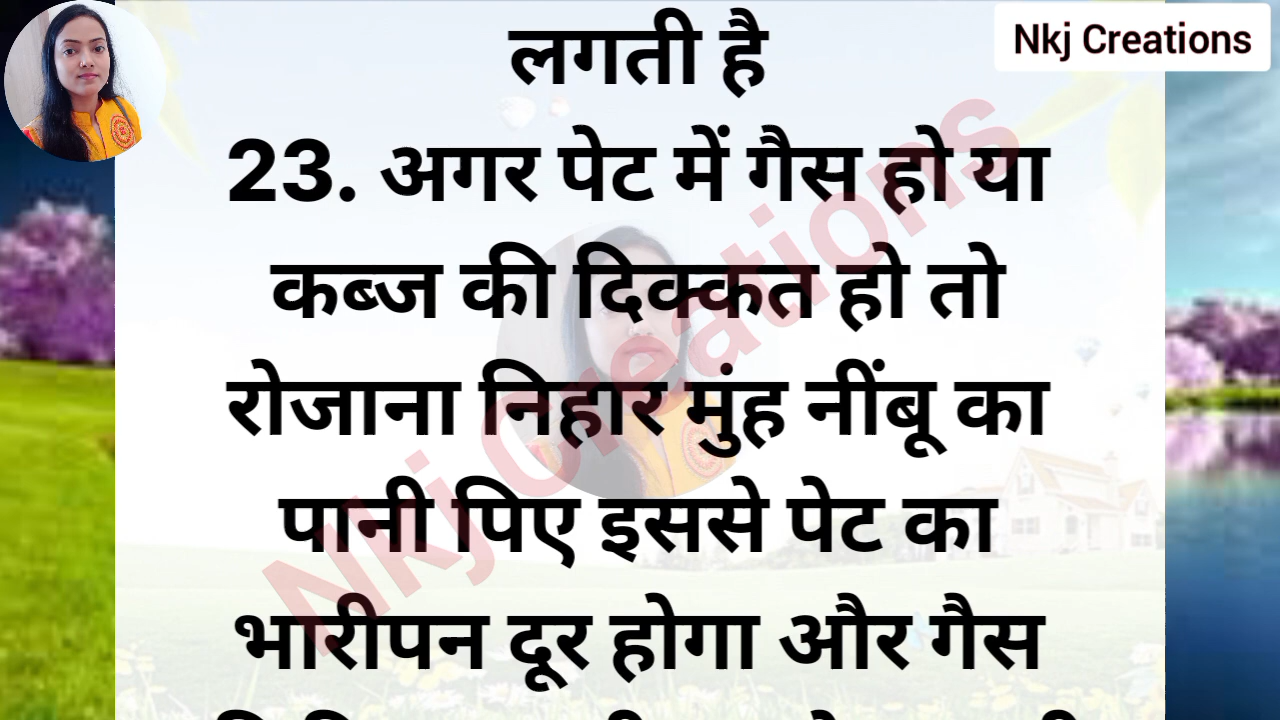 Nkj Creations
लगती है
23. अगर पेट में गैस हो या
कब्ज की दिक्कत हो तो
रोजाना निहार मुंह नींबू का
पानी पिए इससे पेट का
भारीपन दूर होगा और गैस
Nkj Creations